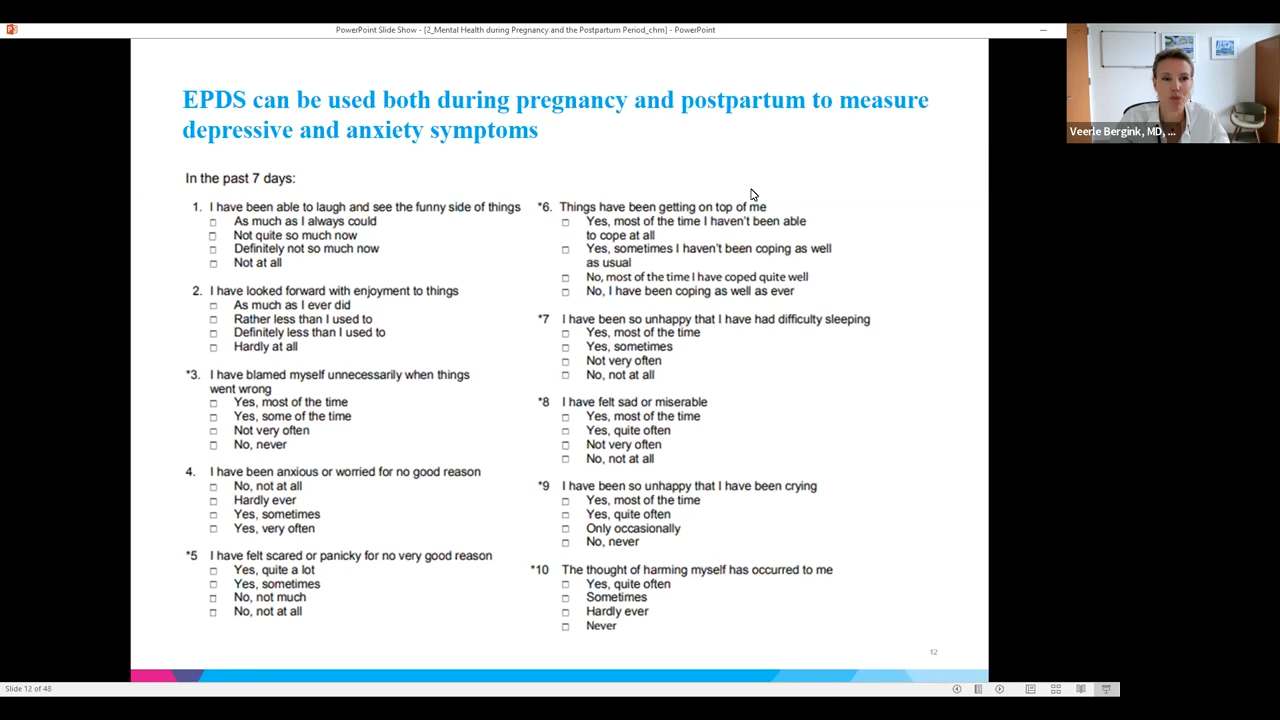 PowerPoint Slide Show - [2_Mental Health during Pregnancy and the Postpartum Period_chm] - PowerPoint
Veerle Bergink, MD, ...
EPDS can be used both during pregnancy and postpartum to measure
depressive and anxiety symptoms
In the past 7 days:
1. I have been able to laugh and see the funny side of things
As much as I always could
Not quite so much now
Definitely not so much now
Not at all
2. I have looked forward with enjoyment to things
As much as I ever did
Rather less than I used to
Definitely less than I used to
Hardly at all
*3. I have blamed myself unnecessarily when things
went wrong
Yes, most of the time
Yes, some of the time
Not very often
No, never
4. I have been anxious or worried for no good reason
No, not at all
Hardly ever
Yes, sometimes
Yes, very often
*5 I have felt scared or panicky for no very good reason
Yes, quite a lot
Yes, sometimes
No, not much
No, not at all
*6. Things have been getting on top of me
Yes, most of the time I haven't been able
to cope at all
Yes, sometimes I haven't been coping as well
as usual
No, most of the time I have coped quite well
No, I have been coping as well as ever
*7 I have been so unhappy that I have had difficulty sleeping
Yes, most of the time
Yes, sometimes
Not very often
No, not at all
*8 I have felt sad or miserable
Yes, most of the time
Yes, quite often
Not very often
No, not at all
*9 I have been so unhappy that I have been crying
Yes, most of the time
Yes, quite often
Only occasionally
No, never
*10 The thought of harming myself has occurred to me
Yes, quite often
Sometimes
Hardly ever
Never
12
Slide 12 of 48